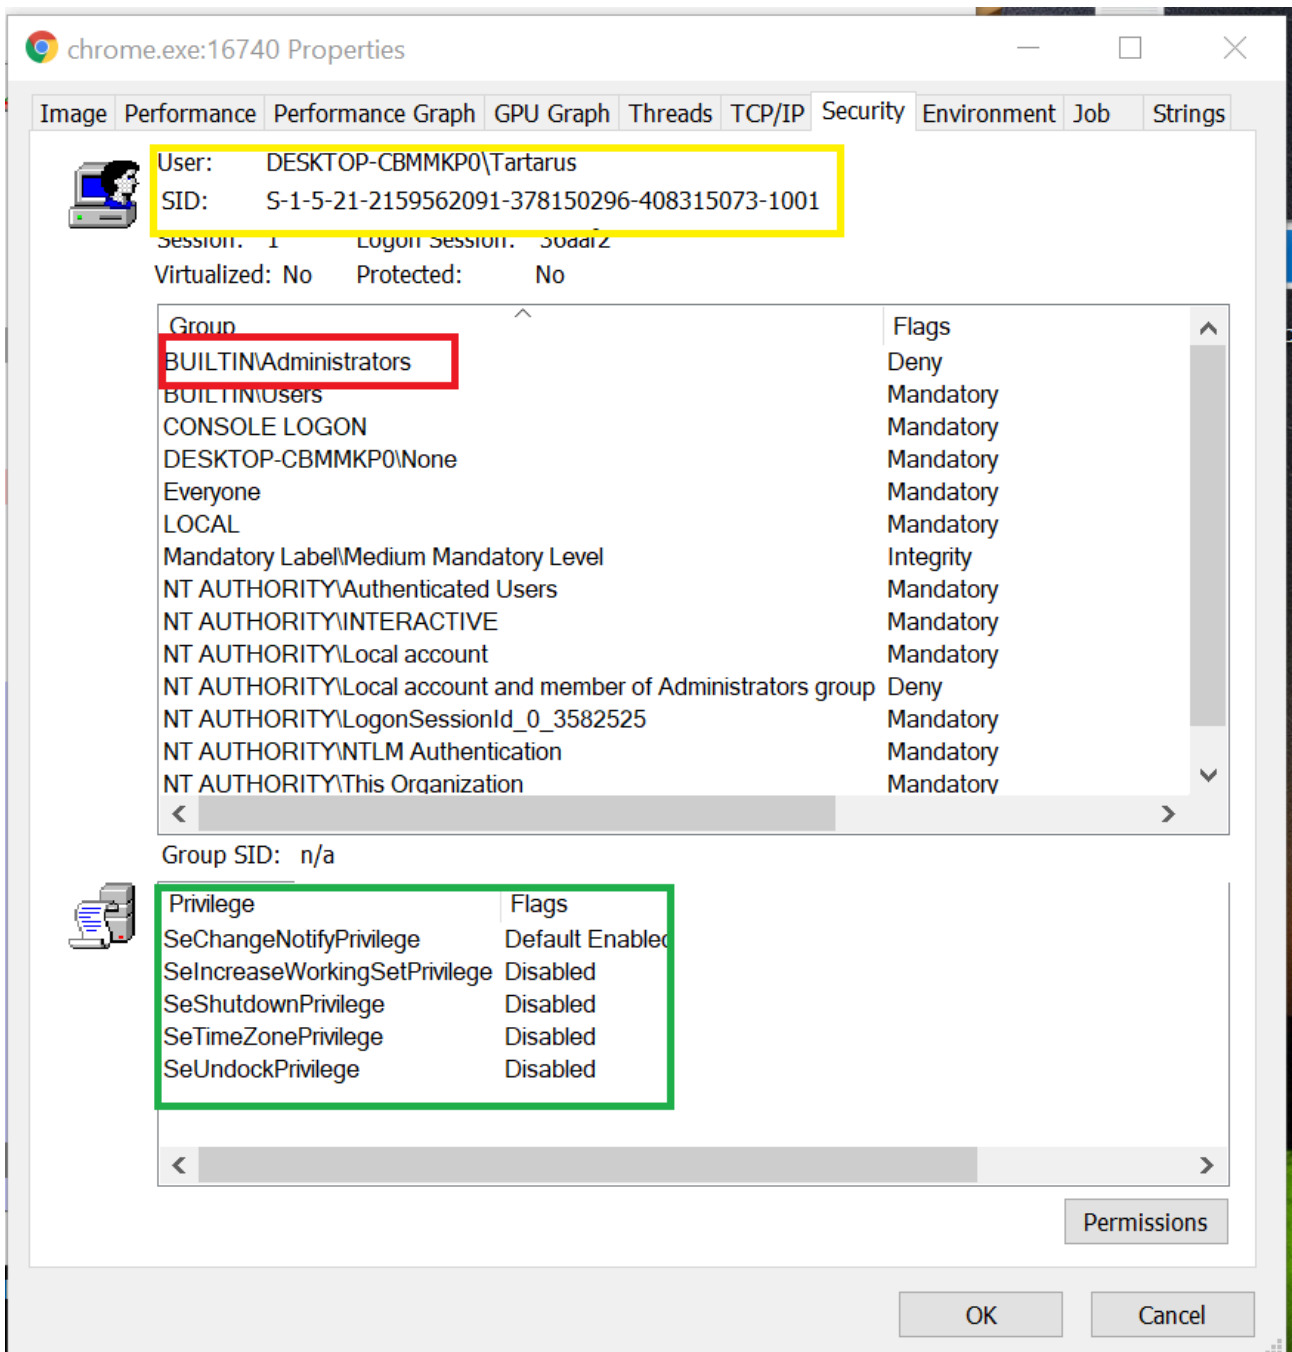 chrome.exe:16740 Properties
Image Performance Performance Graph GPU Graph Threads TCP/IP Security Environment Job Strings
User: DESKTOP-CBMMKP0\Tartarus
SID: S-1-5-21-2159562091-378150296-408315073-1001
Session: 1 Logon Session: 36aaf2
Virtualized: No Protected: No
Group Flags
BUILTIN\Administrators Deny
BUILTIN\Users Mandatory
CONSOLE LOGON Mandatory
DESKTOP-CBMMKP0\None Mandatory
Everyone Mandatory
LOCAL Mandatory
Mandatory Label\Medium Mandatory Level Integrity
NT AUTHORITY\Authenticated Users Mandatory
NT AUTHORITY\INTERACTIVE Mandatory
NT AUTHORITY\Local account Mandatory
NT AUTHORITY\Local account and member of Administrators group Deny
NT AUTHORITY\LogonSessionId_0_3582525 Mandatory
NT AUTHORITY\NTLM Authentication Mandatory
NT AUTHORITY\This Organization Mandatory
Group SID: n/a
Privilege Flags
SeChangeNotifyPrivilege Default Enabled
SeIncreaseWorkingSetPrivilege Disabled
SeShutdownPrivilege Disabled
SeTimeZonePrivilege Disabled
SeUndockPrivilege Disabled
Permissions
OK Cancel